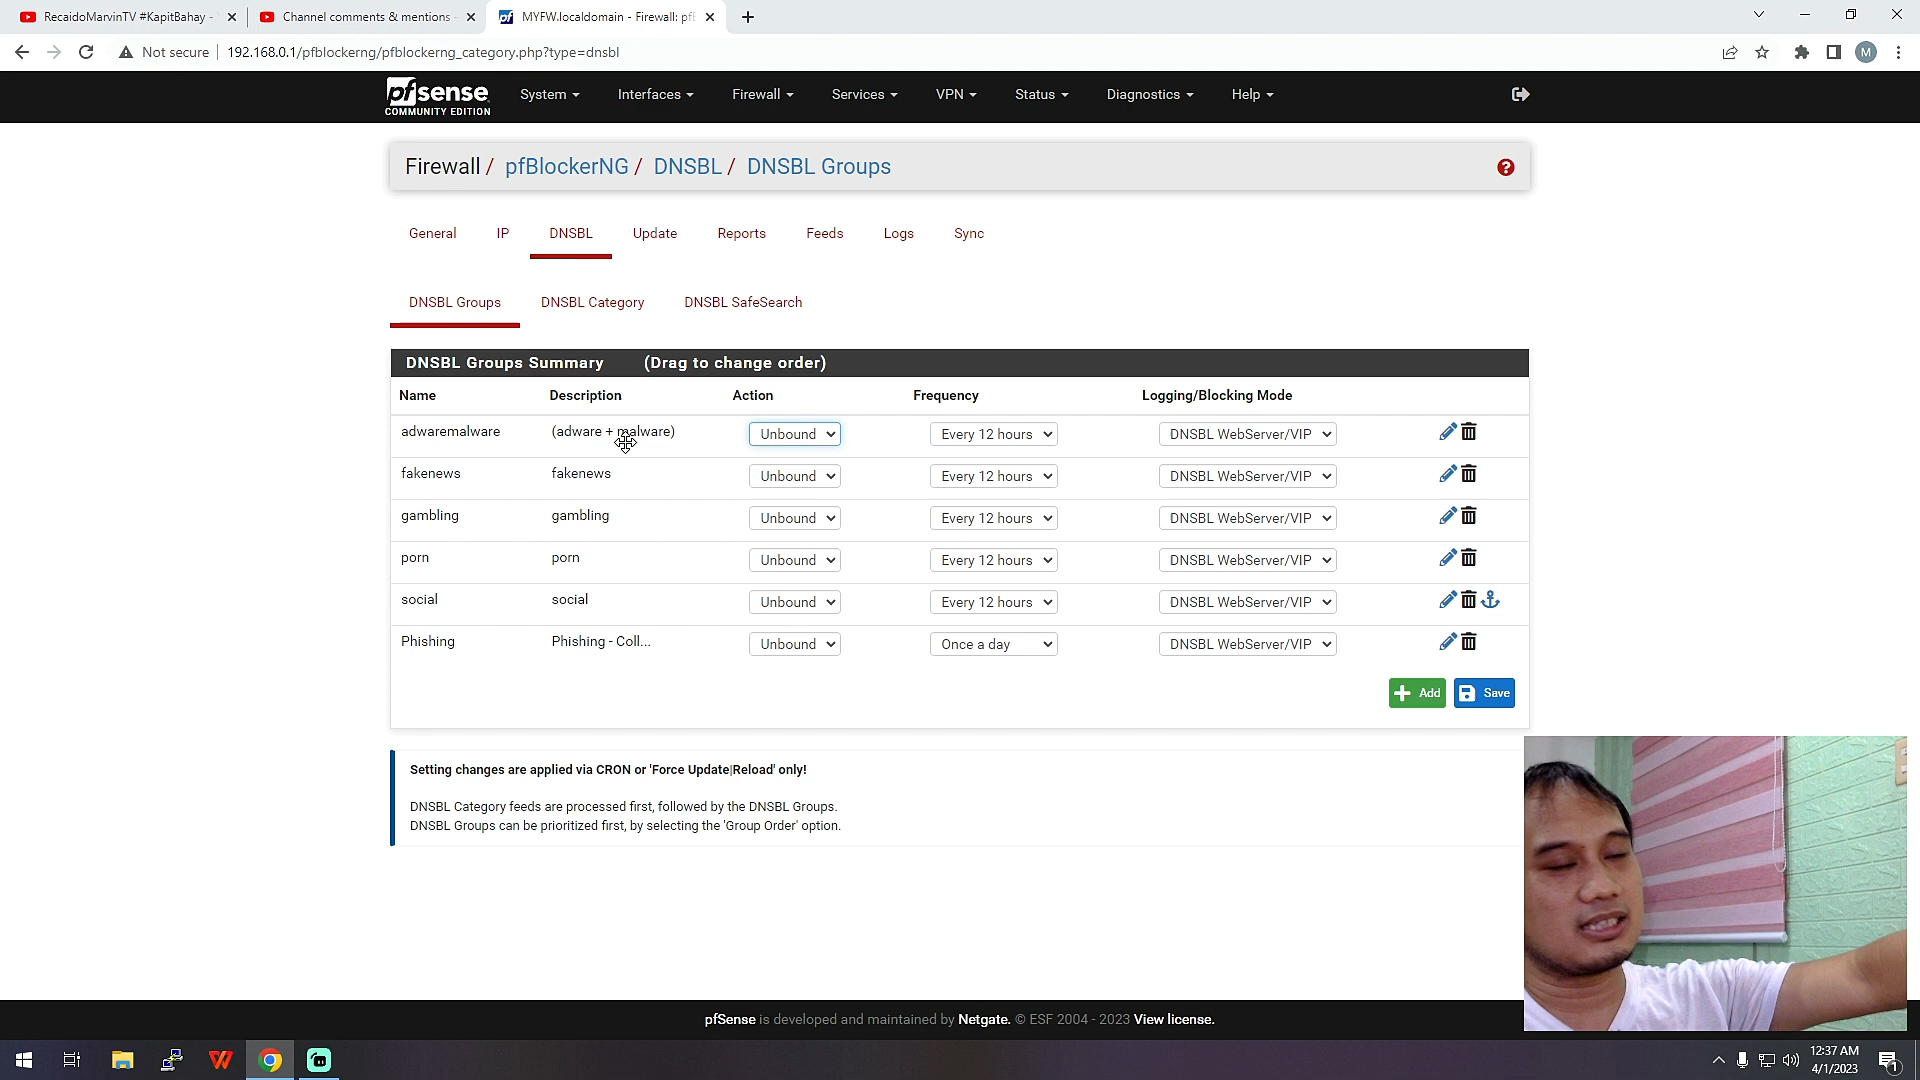 RecaidoMarvinTV #KapitBahay -
Channel comments & mentions -
MYFW.localdomain - Firewall: pf
Not secure
192.168.0.1/pfblockerng/pfblockerng_category.php?type=dnsbl
M
pfsense
COMMUNITY EDITION
System
Interfaces
Firewall
Services
VPN
Status
Diagnostics
Help
Firewall / pfBlockerNG / DNSBL / DNSBL Groups
General
IP
DNSBL
Update
Reports
Feeds
Logs
Sync
DNSBL Groups
DNSBL Category
DNSBL SafeSearch
DNSBL Groups Summary (Drag to change order)
Name Description Action Frequency Logging/Blocking Mode
adwaremalware (adware + malware) Unbound Every 12 hours DNSBL WebServer/VIP
fakenews fakenews Unbound Every 12 hours DNSBL WebServer/VIP
gambling gambling Unbound Every 12 hours DNSBL WebServer/VIP
porn porn Unbound Every 12 hours DNSBL WebServer/VIP
social social Unbound Every 12 hours DNSBL WebServer/VIP
Phishing Phishing - Coll... Unbound Once a day DNSBL WebServer/VIP
Add
Save
Setting changes are applied via CRON or 'Force Update|Reload' only!
DNSBL Category feeds are processed first, followed by the DNSBL Groups.
DNSBL Groups can be prioritized first, by selecting the 'Group Order' option.
pfSense is developed and maintained by Netgate. © ESF 2004 - 2023 View license.
12:37 AM
4/1/2023
1